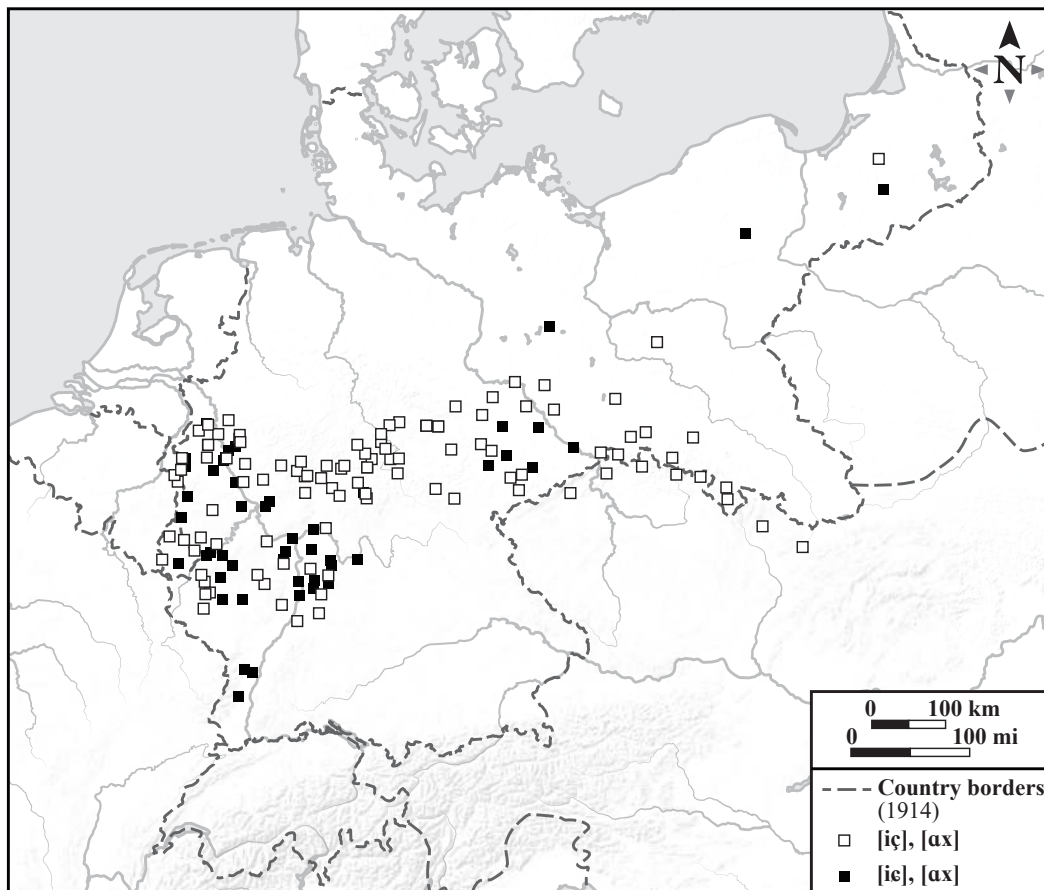 N
0 100 km
0 100 mi
Country borders
(1914)
[iç], [ɑx]
[iɕ], [ɑx]